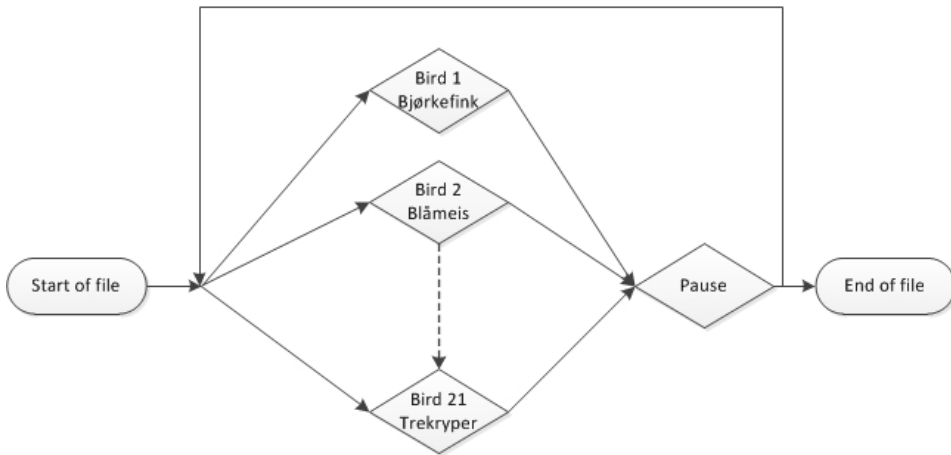 Bird 1
Bjørkefink
Bird 2
Blåmeis
Start of file
Pause
End of file
Bird 21
Trekryper